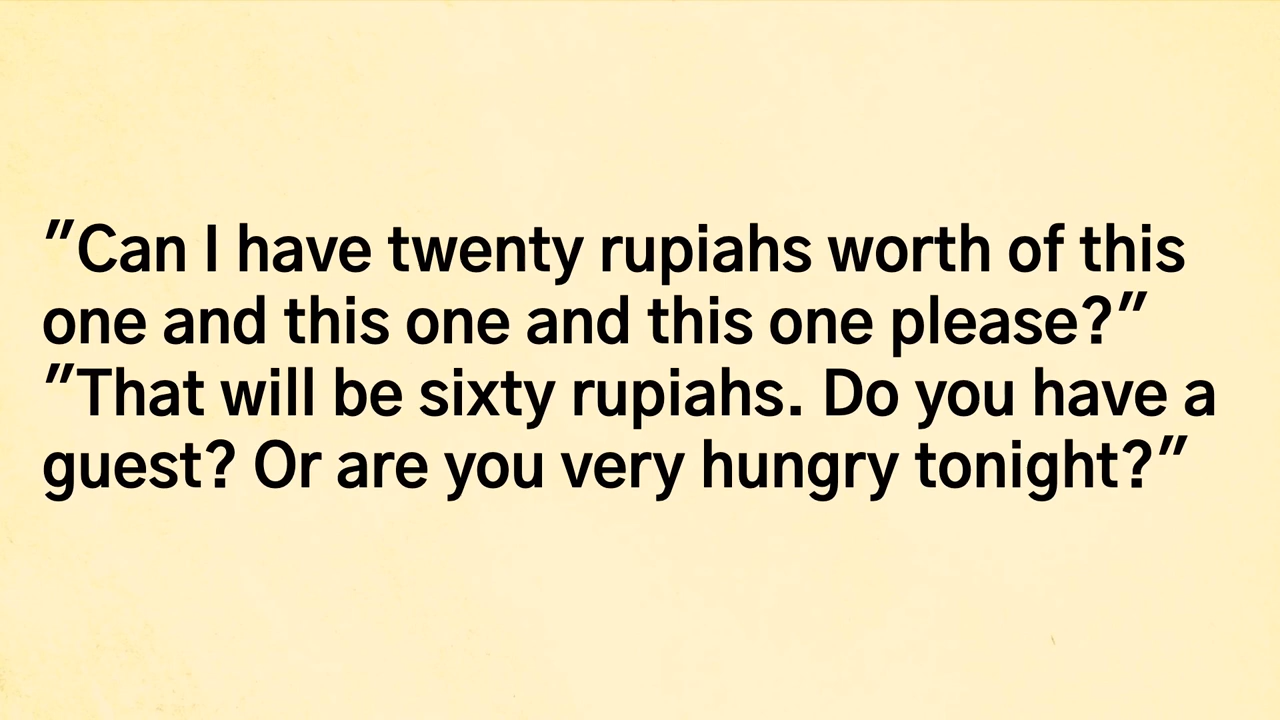 "Can I have twenty rupiahs worth of this
one and this one and this one please?"
"That will be sixty rupiahs. Do you have a
guest? Or are you very hungry tonight?"